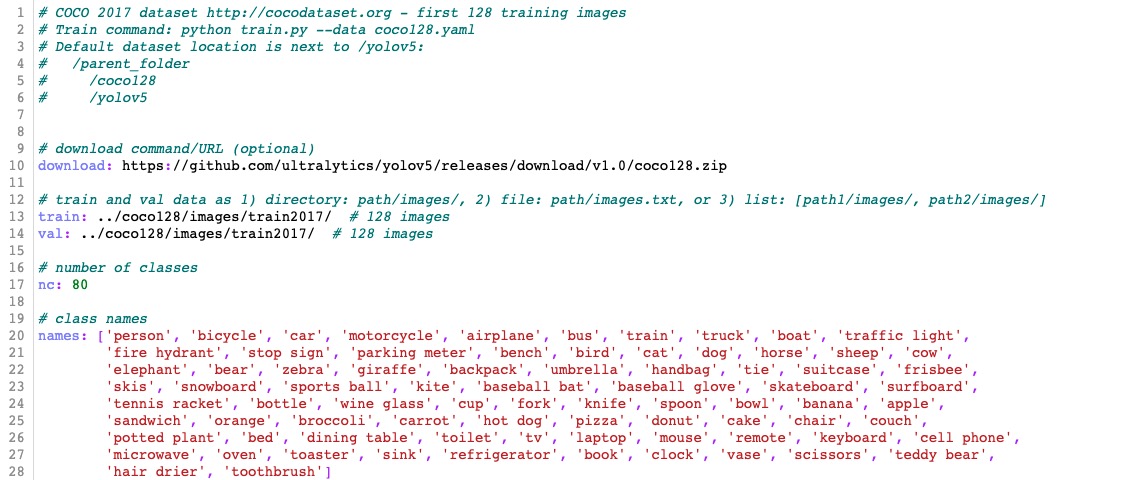 1 # COCO 2017 dataset http://cocodataset.org - first 128 training images
2 # Train command: python train.py --data coco128.yaml
3 # Default dataset location is next to /yolov5:
4 #   /parent_folder
5 #     /coco128
6 #     /yolov5
7
8
9 # download command/URL (optional)
10 download: https://github.com/ultralytics/yolov5/releases/download/v1.0/coco128.zip
11
12 # train and val data as 1) directory: path/images/, 2) file: path/images.txt, or 3) list: [path1/images/, path2/images/]
13 train: ../coco128/images/train2017/  # 128 images
14 val: ../coco128/images/train2017/  # 128 images
15
16 # number of classes
17 nc: 80
18
19 # class names
20 names: ['person', 'bicycle', 'car', 'motorcycle', 'airplane', 'bus', 'train', 'truck', 'boat', 'traffic light',
21         'fire hydrant', 'stop sign', 'parking meter', 'bench', 'bird', 'cat', 'dog', 'horse', 'sheep', 'cow',
22         'elephant', 'bear', 'zebra', 'giraffe', 'backpack', 'umbrella', 'handbag', 'tie', 'suitcase', 'frisbee',
23         'skis', 'snowboard', 'sports ball', 'kite', 'baseball bat', 'baseball glove', 'skateboard', 'surfboard',
24         'tennis racket', 'bottle', 'wine glass', 'cup', 'fork', 'knife', 'spoon', 'bowl', 'banana', 'apple',
25         'sandwich', 'orange', 'broccoli', 'carrot', 'hot dog', 'pizza', 'donut', 'cake', 'chair', 'couch',
26         'potted plant', 'bed', 'dining table', 'toilet', 'tv', 'laptop', 'mouse', 'remote', 'keyboard', 'cell phone',
27         'microwave', 'oven', 'toaster', 'sink', 'refrigerator', 'book', 'clock', 'vase', 'scissors', 'teddy bear',
28         'hair drier', 'toothbrush']